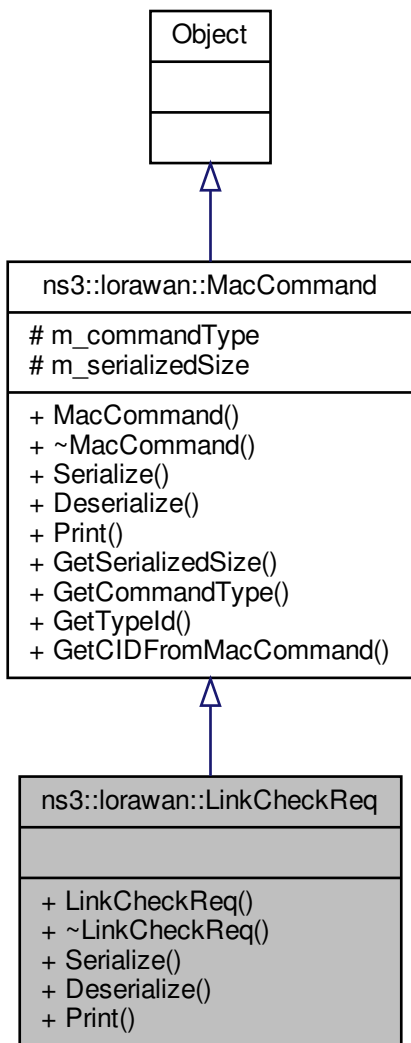 Object
ns3::lorawan::MacCommand
# m_commandType
# m_serializedSize
+ MacCommand()
+ ~MacCommand()
+ Serialize()
+ Deserialize()
+ Print()
+ GetSerializedSize()
+ GetCommandType()
+ GetTypeId()
+ GetCIDFromMacCommand()
ns3::lorawan::LinkCheckReq
+ LinkCheckReq()
+ ~LinkCheckReq()
+ Serialize()
+ Deserialize()
+ Print()